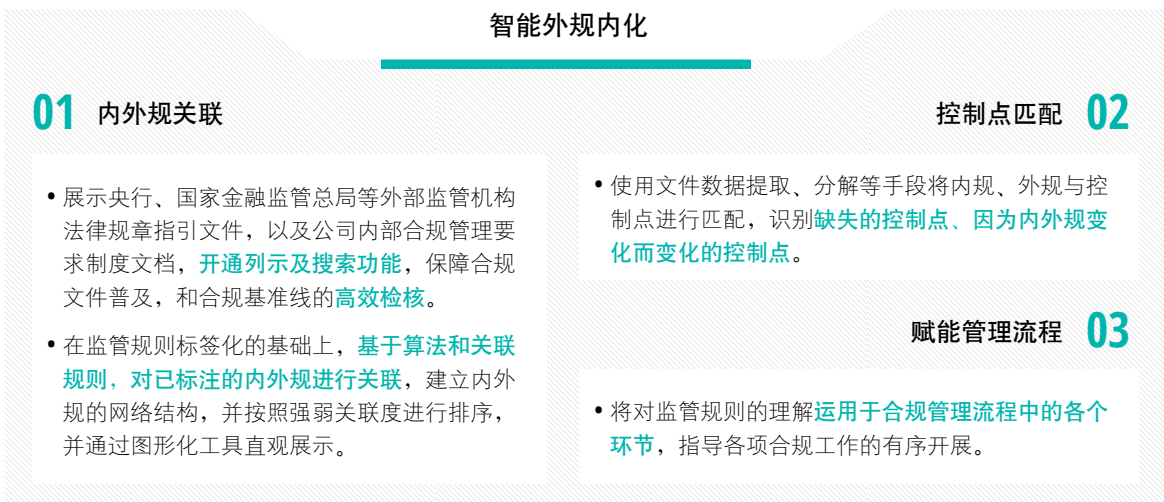 智能外规内化
01 内外规关联
• 展示央行、国家金融监管总局等外部监管机构
法律规章指引文件，以及公司内部合规管理要
求制度文档，开通列示及搜索功能，保障合规
文件普及，和合规基准线的高效检核。
• 在监管规则标签化的基础上，基于算法和关联
规则，对已标注的内外规进行关联，建立内外
规的网络结构，并按照强弱关联度进行排序，
并通过图形化工具直观展示。
控制点匹配 02
• 使用文件数据提取、分解等手段将内规、外规与控
制点进行匹配，识别缺失的控制点、因为内外规变
化而变化的控制点。
赋能管理流程 03
• 将对监管规则的理解运用于合规管理流程中的各个
环节，指导各项合规工作的有序开展。